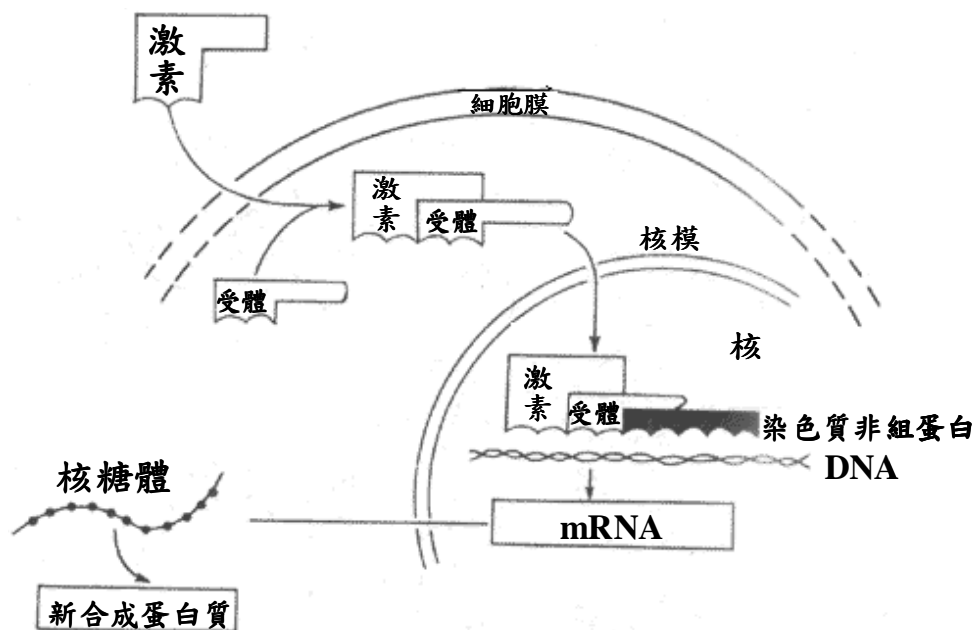 激
素
細胞膜
激
素
受體
受體
核模
核
激
素
受體
染色質非組蛋白
DNA
mRNA
核糖體
新合成蛋白質